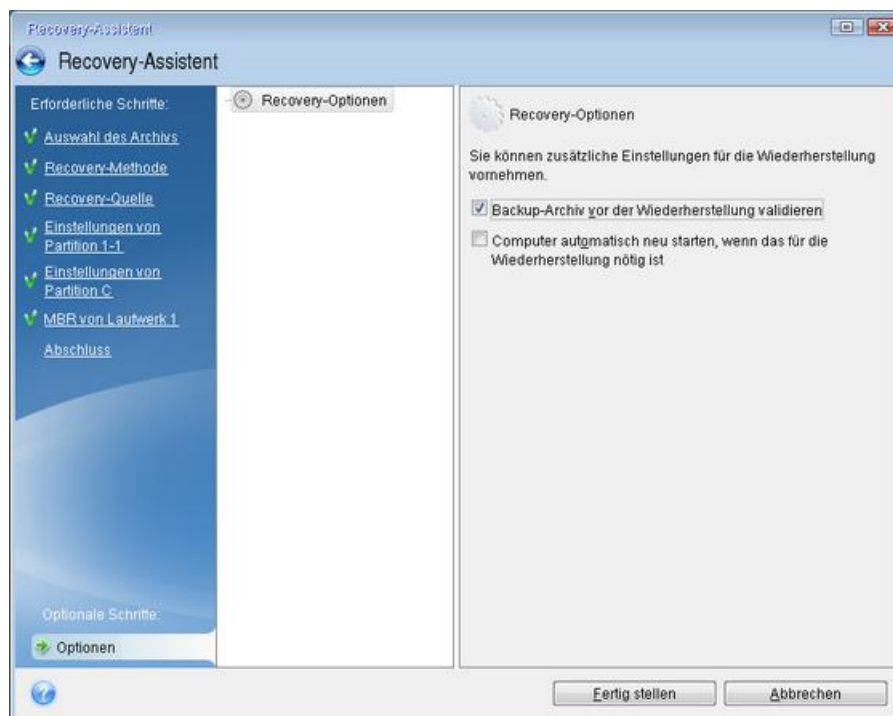 Recovery-Assistent
Recovery-Assistent
Erforderliche Schritte:
Auswahl des Archivs
Recovery-Methode
Recovery-Quelle
Einstellungen von
Partition 1-1
Einstellungen von
Partition C
MBR von Laufwerk 1
Abschluss
Optionale Schritte:
Optionen
Recovery-Optionen
Recovery-Optionen
Sie können zusätzliche Einstellungen für die Wiederherstellung
vornehmen.
Backup-Archiv vor der Wiederherstellung validieren
Computer automatisch neu starten, wenn das für die
Wiederherstellung nötig ist
Fertig stellen
Abbrechen